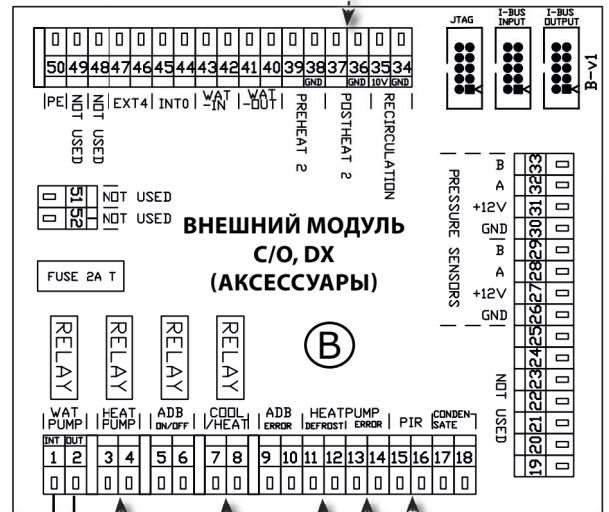 JTAG
I-BUS INPUT
I-BUS OUTPUT
B-v1
50 49 48 47 46 45 44 43 42 41 40 39 38 37 36 35 34
GND GND 10V GND
PE
NOT USED
NOT USED
EXT4
INT0
WAT -IN
WAT -OUT
PREHEAT 2
POSTHEAT 2
RECIRCULATION
51 NOT USED
52 NOT USED
ВНЕШНИЙ МОДУЛЬ
C/O, DX
(АКСЕССУАРЫ)
FUSE 2A T
B
PRESSURE SENSORS
B 33
A 32
+12V 31
GND 30
B 29
A 28
+12V 27
GND 26
25
24
23
22
21
20
19
NOT USED
RELAY
RELAY
RELAY
RELAY
WAT PUMP
HEAT PUMP
ADB ON/OFF
COOL /HEAT
ADB ERROR
HEATPUMP
DEFROST ERROR
PIR
CONDEN- SATE
INT OUT
1 2 3 4 5 6 7 8 9 10 11 12 13 14 15 16 17 18